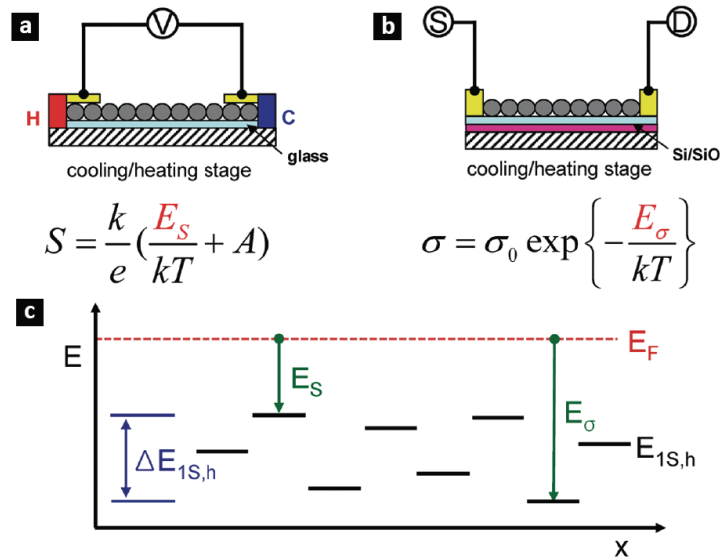 a
V
H
C
glass
cooling/heating stage
S = k/e (E_S/kT + A)
b
S
D
Si/SiO
cooling/heating stage
σ = σ₀ exp{−E_σ/kT}
c
E
E_F
E_S
E_σ
ΔE_1S,h
E_1S,h
x